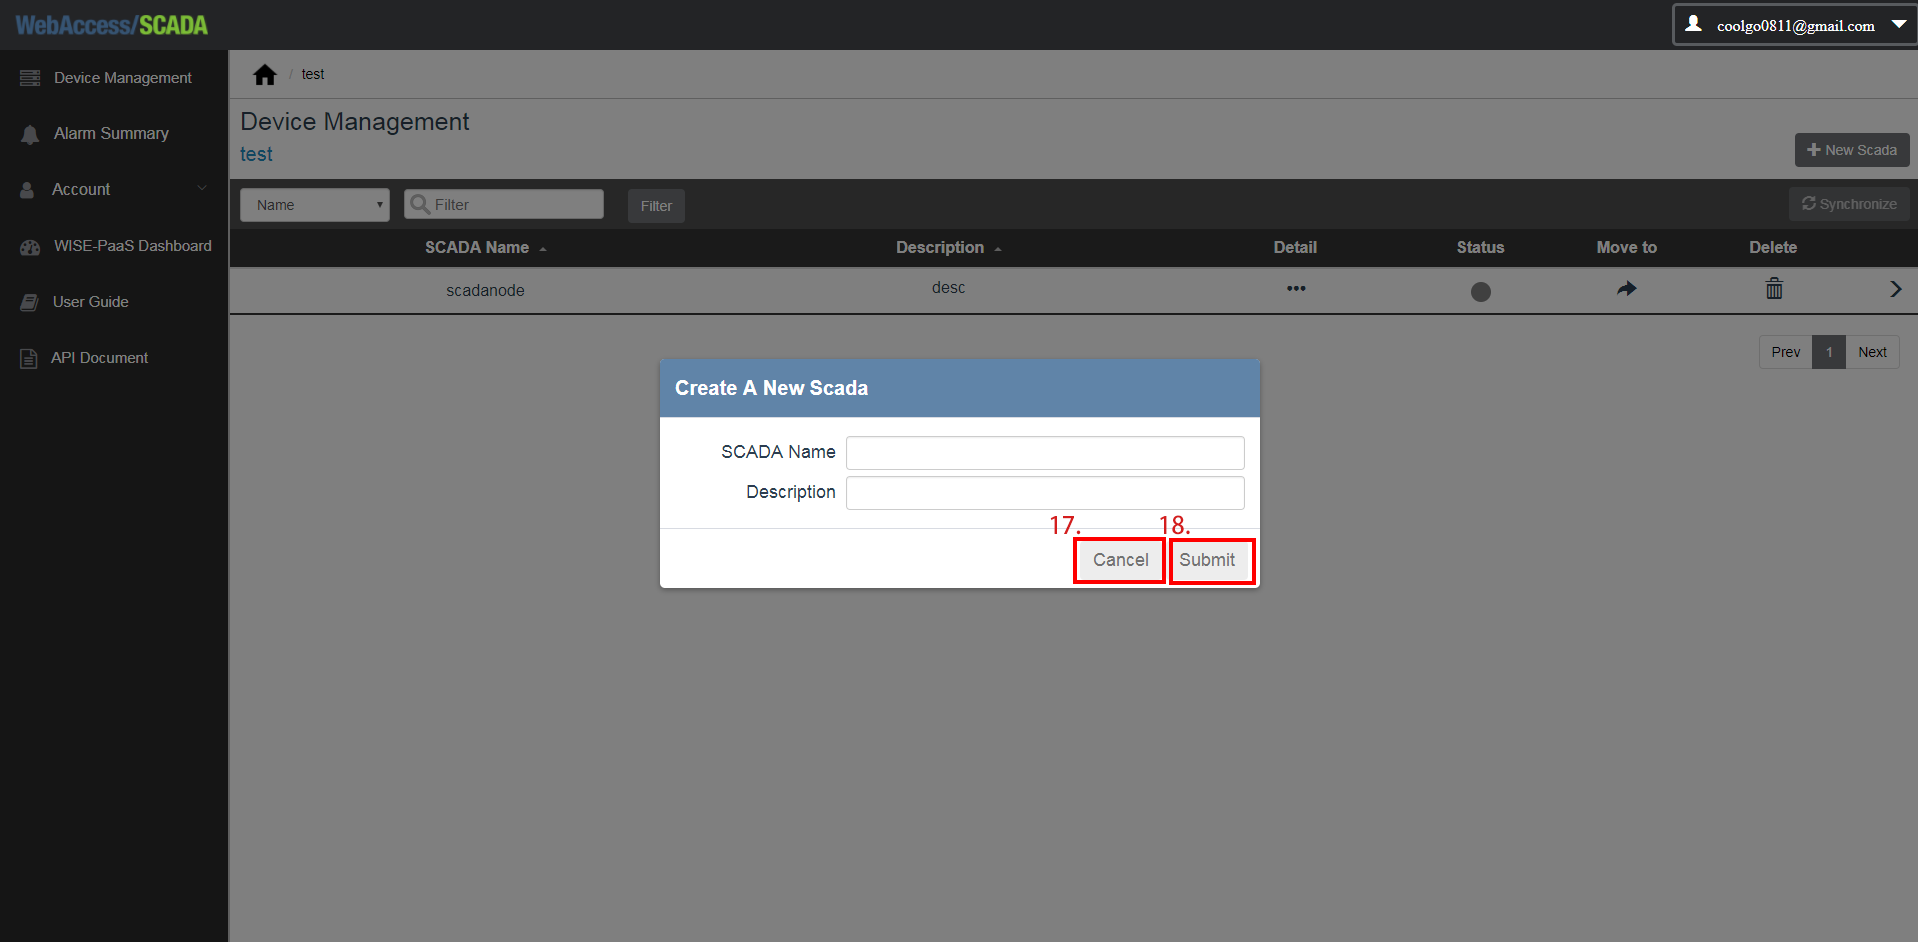 WebAccess/SCADA
coolgo0811@gmail.com
Device Management
Alarm Summary
Account
WISE-PaaS Dashboard
User Guide
API Document
/ test
Device Management
test
New Scada
Name
Filter
Filter
Synchronize
SCADA Name Description Detail Status Move to Delete
scadanode desc
Prev 1 Next
Create A New Scada
SCADA Name
Description
17. 18.
Cancel Submit